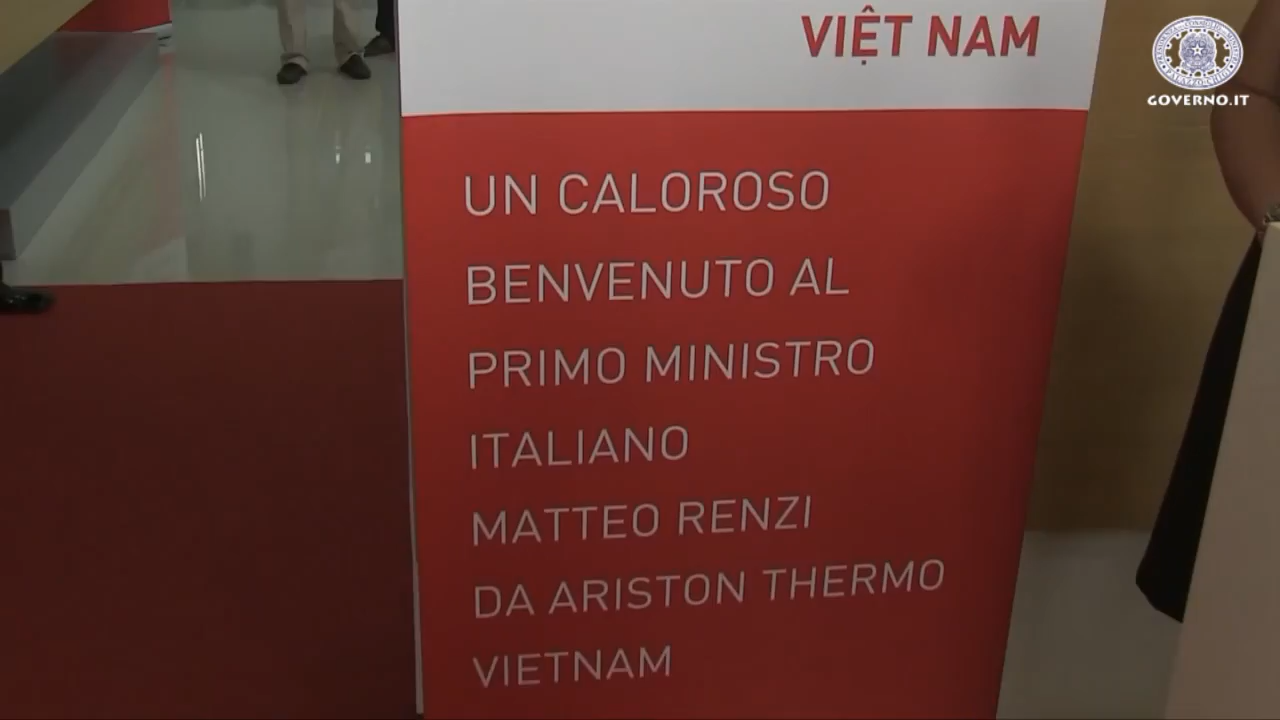 VIỆT NAM
GOVERNO.IT
UN CALOROSO
BENVENUTO AL
PRIMO MINISTRO
ITALIANO
MATTEO RENZI
DA ARISTON THERMO
VIETNAM